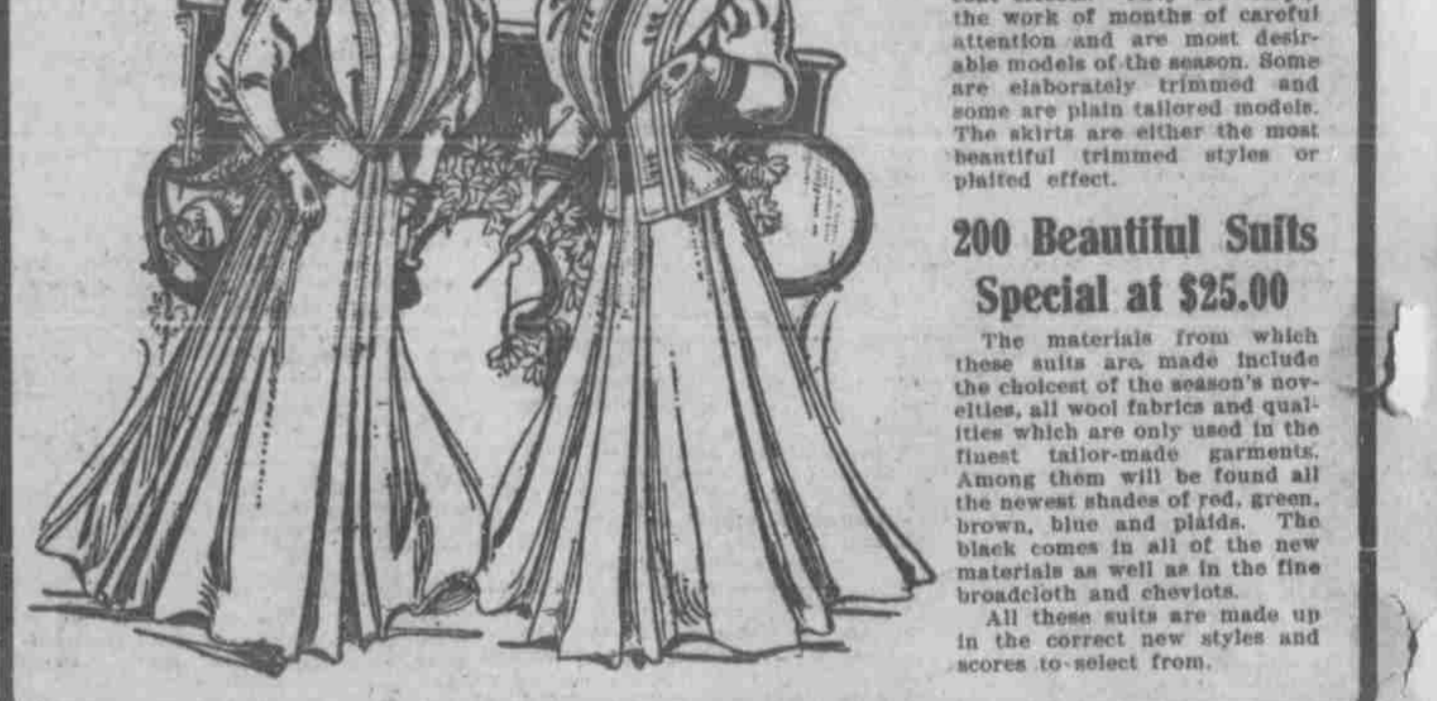 the work of months of careful
attention and are most desir-
able models of the season. Some
are elaborately trimmed and
some are plain tailored models.
The skirts are either the most
beautiful trimmed styles or
plaited effect.
200 Beautiful Suits
Special at $25.00
The materials from which
these suits are made include
the choicest of the season's nov-
elties, all wool fabrics and qual-
ities which are only used in the
finest tailor-made garments.
Among them will be found all
the newest shades of red, green,
brown, blue and plaids. The
black comes in all of the new
materials as well as in the fine
broadcloth and cheviots.
All these suits are made up
in the correct new styles and
scores to select from.